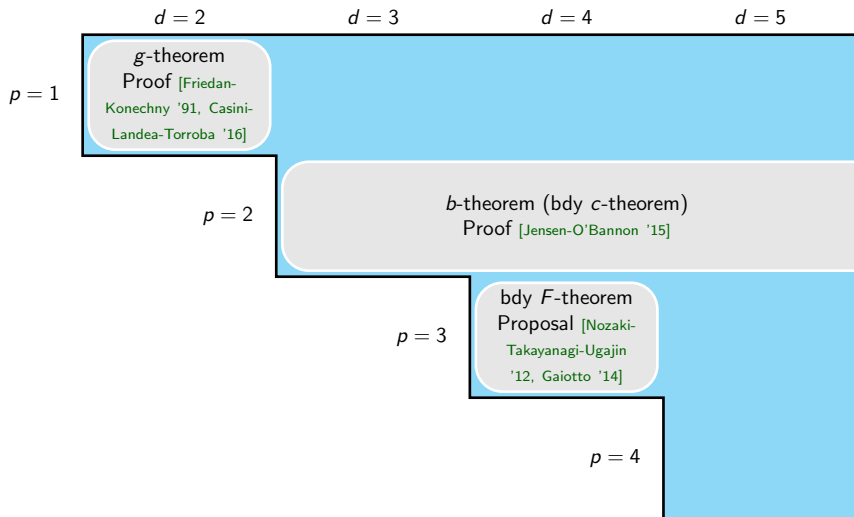 d = 2 d = 3 d = 4 d = 5
p = 1
g-theorem
Proof [Friedan-
Konechny '91, Casini-
Landea-Torroba '16]
p = 2
b-theorem (bdy c-theorem)
Proof [Jensen-O'Bannon '15]
p = 3
bdy F-theorem
Proposal [Nozaki-
Takayanagi-Ugajin
'12, Gaiotto '14]
p = 4